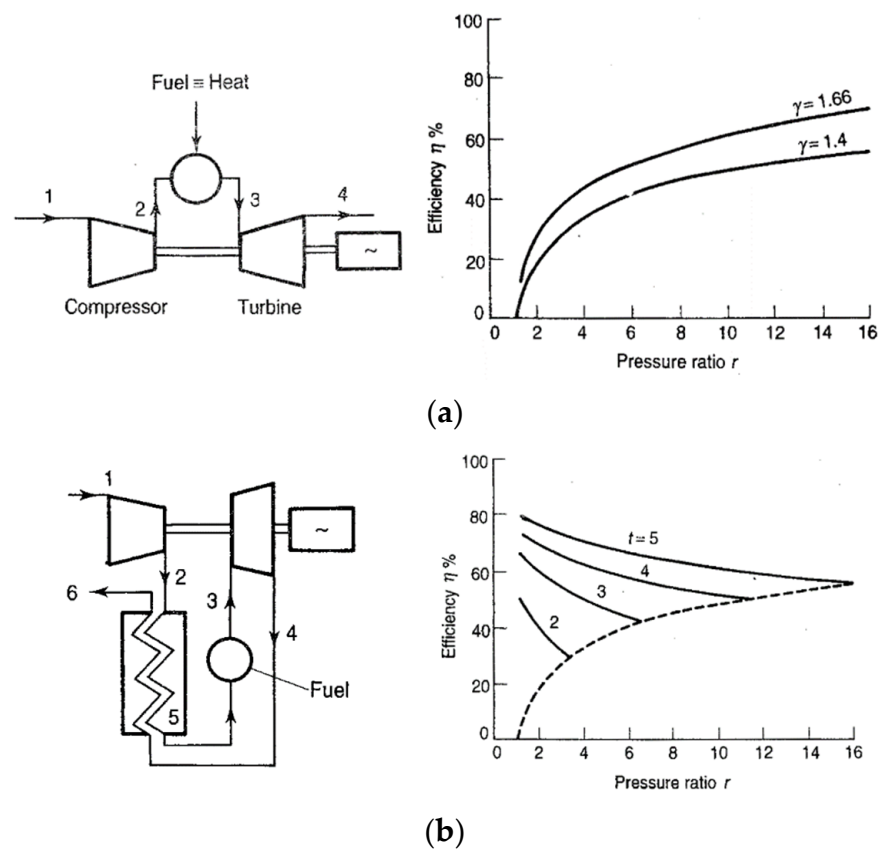 Fuel ≡ Heat
1
2
3
4
~
Compressor
Turbine
100
80
60
40
20
0
Efficiency η %
γ = 1.66
γ = 1.4
0 2 4 6 8 10 12 14 16
Pressure ratio r
(a)
1
2
3
4
5
6
~
Fuel
100
80
60
40
20
0
Efficiency η %
t = 5
4
3
2
0 2 4 6 8 10 12 14 16
Pressure ratio r
(b)